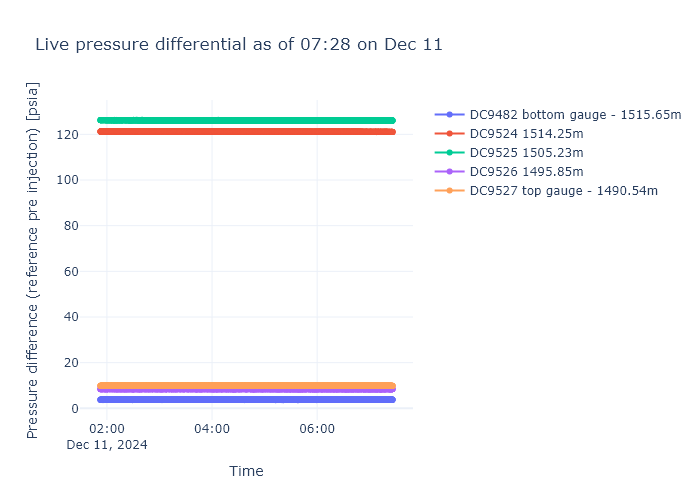 Live pressure differential as of 07:28 on Dec 11
Pressure difference (reference pre injection) [psia]
120
100
80
60
40
20
0
02:00
Dec 11, 2024
04:00
06:00
Time
DC9482 bottom gauge - 1515.65m
DC9524 1514.25m
DC9525 1505.23m
DC9526 1495.85m
DC9527 top gauge - 1490.54m